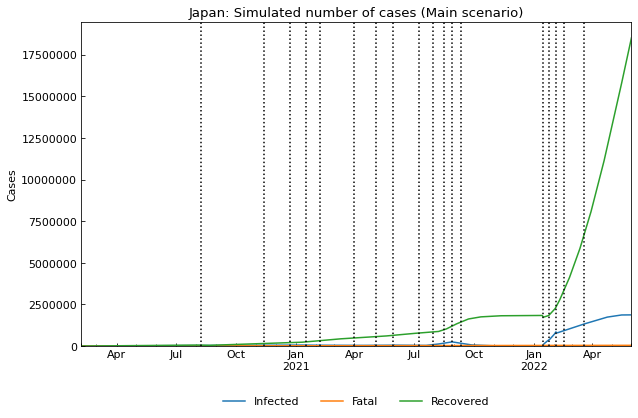 Japan: Simulated number of cases (Main scenario)
Cases
17500000
15000000
12500000
10000000
7500000
5000000
2500000
0
Apr Jul Oct Jan Apr Jul Oct Jan Apr
2021 2022
Infected Fatal Recovered